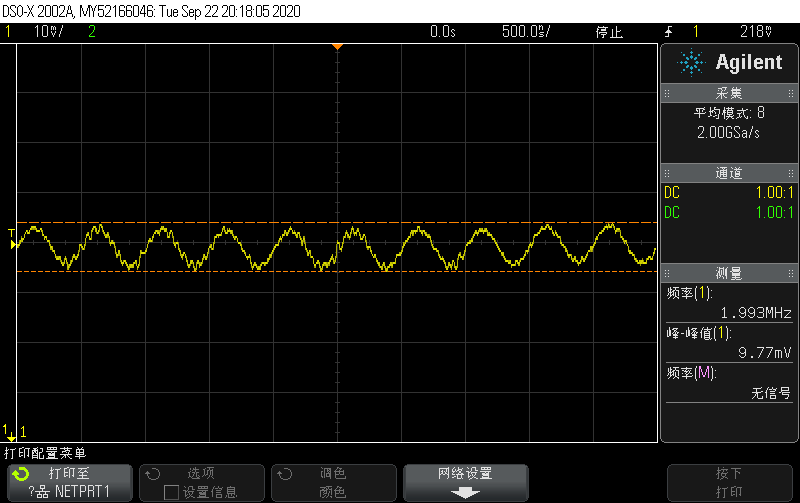 DSO-X 2002A, MY52166046: Tue Sep 22 20:18:05 2020
1 10mV/ 2 0.0s 500.0ns/ 停止 1 218mV
Agilent
采集
平均模式: 8
2.00GSa/s
通道
DC 1.00:1
DC 1.00:1
测量
频率(1):
1.993MHz
峰-峰值(1):
9.77mV
频率(M):
无信号
T
1
1
打印配置菜单
打印至
?品 NETPRT1
选项
设置信息
调色
颜色
网络设置
按下
打印